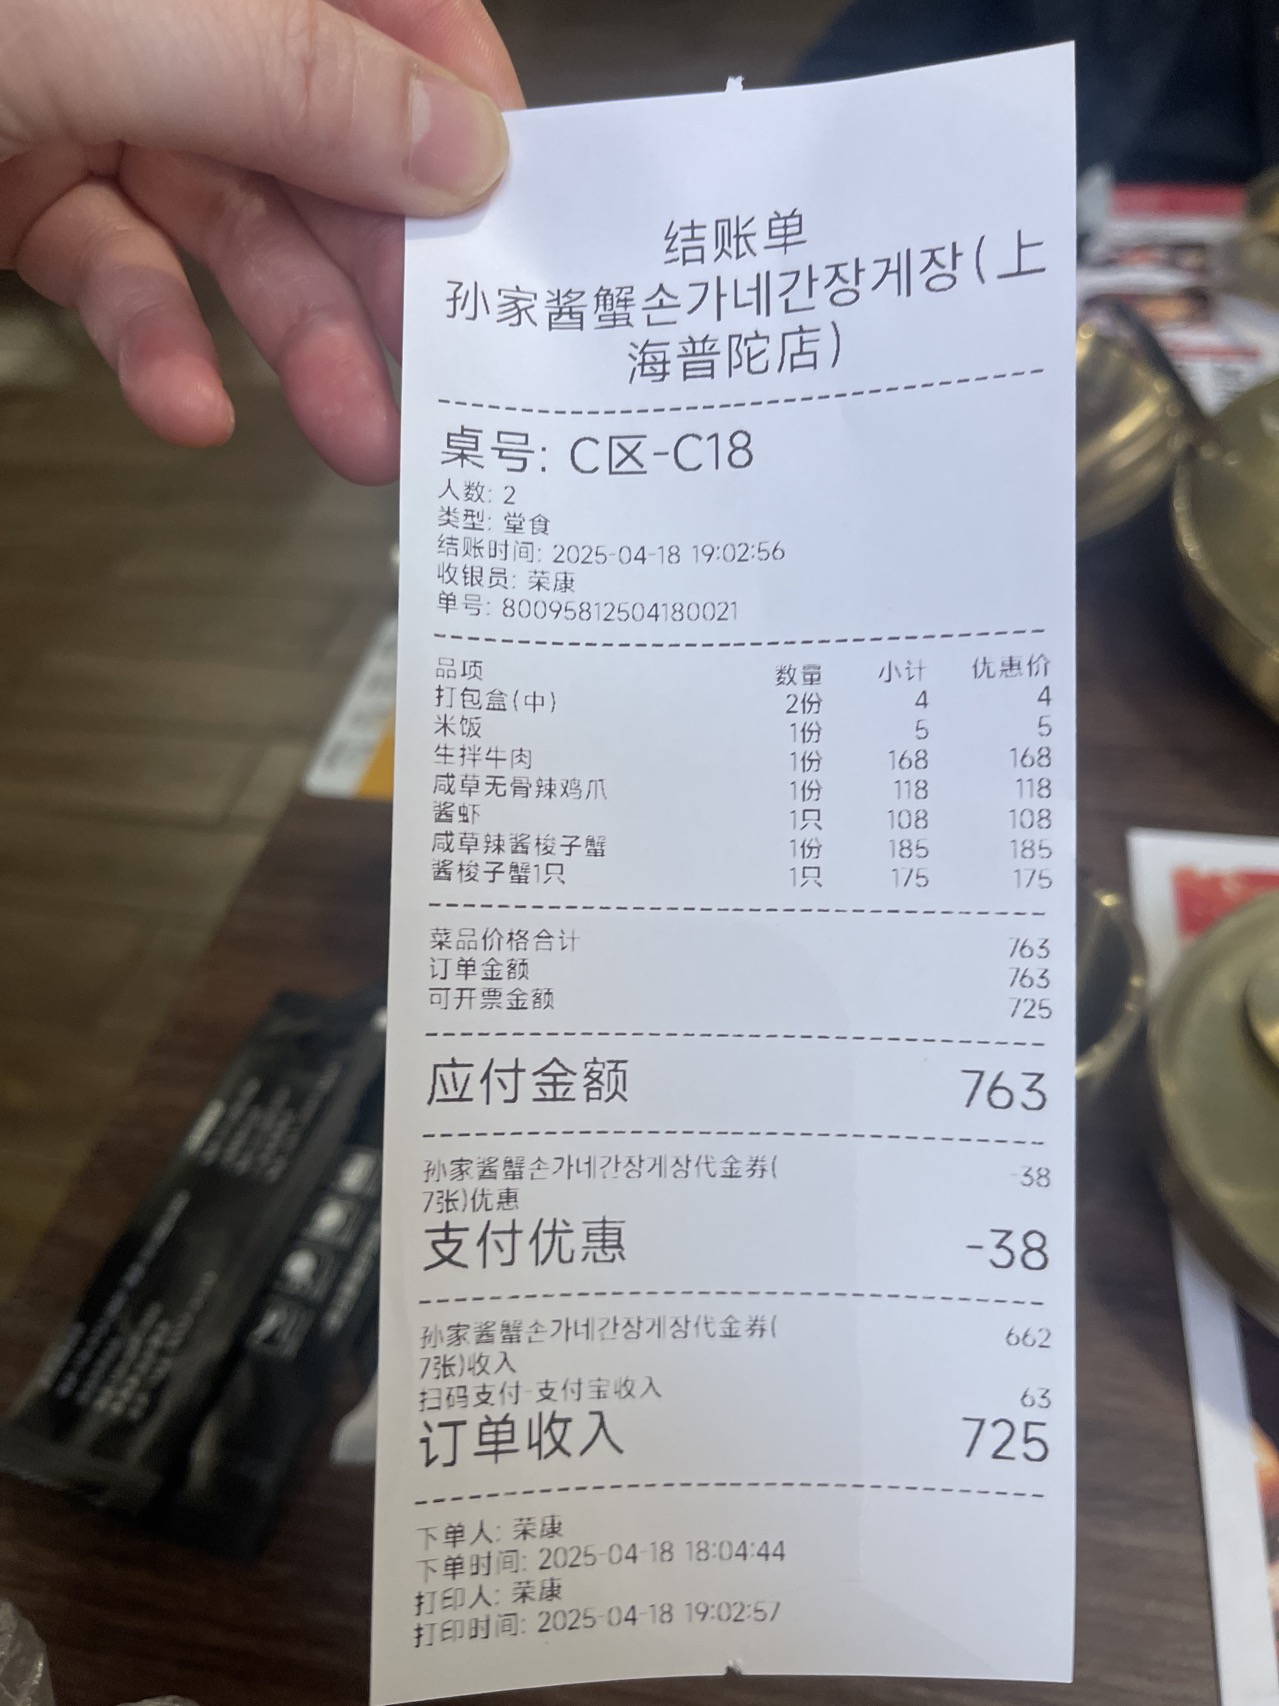 结账单
孙家酱蟹손가네간장게장(上
海普陀店)
桌号: C区-C18
人数: 2
类型: 堂食
结账时间: 2025-04-18 19:02:56
收银员: 荣康
单号: 80095812504180021
品项 数量 小计 优惠价
打包盒(中) 2份 4 4
米饭 1份 5 5
生拌牛肉 1份 168 168
咸草无骨辣鸡爪 1份 118 118
酱虾 1只 108 108
咸草辣酱梭子蟹 1份 185 185
酱梭子蟹1只 1只 175 175
菜品价格合计 763
订单金额 763
可开票金额 725
应付金额 763
孙家酱蟹손가네간장게장代金券( -38
7张)优惠
支付优惠 -38
孙家酱蟹손가네간장게장代金券( 662
7张)收入
扫码支付-支付宝收入 63
订单收入 725
下单人: 荣康
下单时间: 2025-04-18 18:04:44
打印人: 荣康
打印时间: 2025-04-18 19:02:57